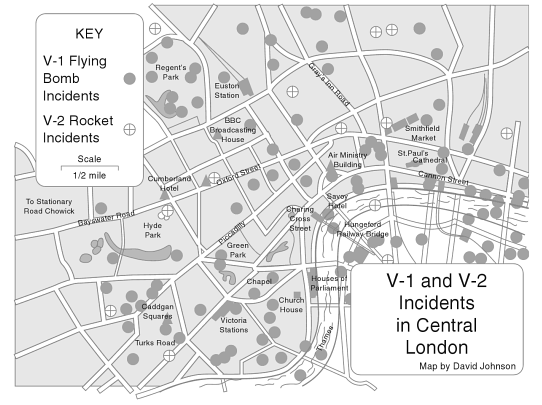 KEY
V-1 Flying
Bomb
Incidents
V-2 Rocket
Incidents
Scale
1/2 mile
Regent's
Park
Euston
Station
Gray's Inn Road
BBC
Broadcasting
House
Smithfield
Market
St.Paul's
Cathedral
Air Ministry
Building
Cannon Street
Cumberland
Hotel
Oxford Street
To Stationary
Road Chowick
Bayswater Road
Hyde
Park
Savoy
Hotel
Charing
Cross
Street
Hungeford
Railway Bridge
Piccadilly
Green
Park
Chapel
Houses of
Parliament
Church
House
Caddgan
Squares
Victoria
Stations
Turks Road
Thames
V-1 and V-2
Incidents
in Central
London
Map by David Johnson